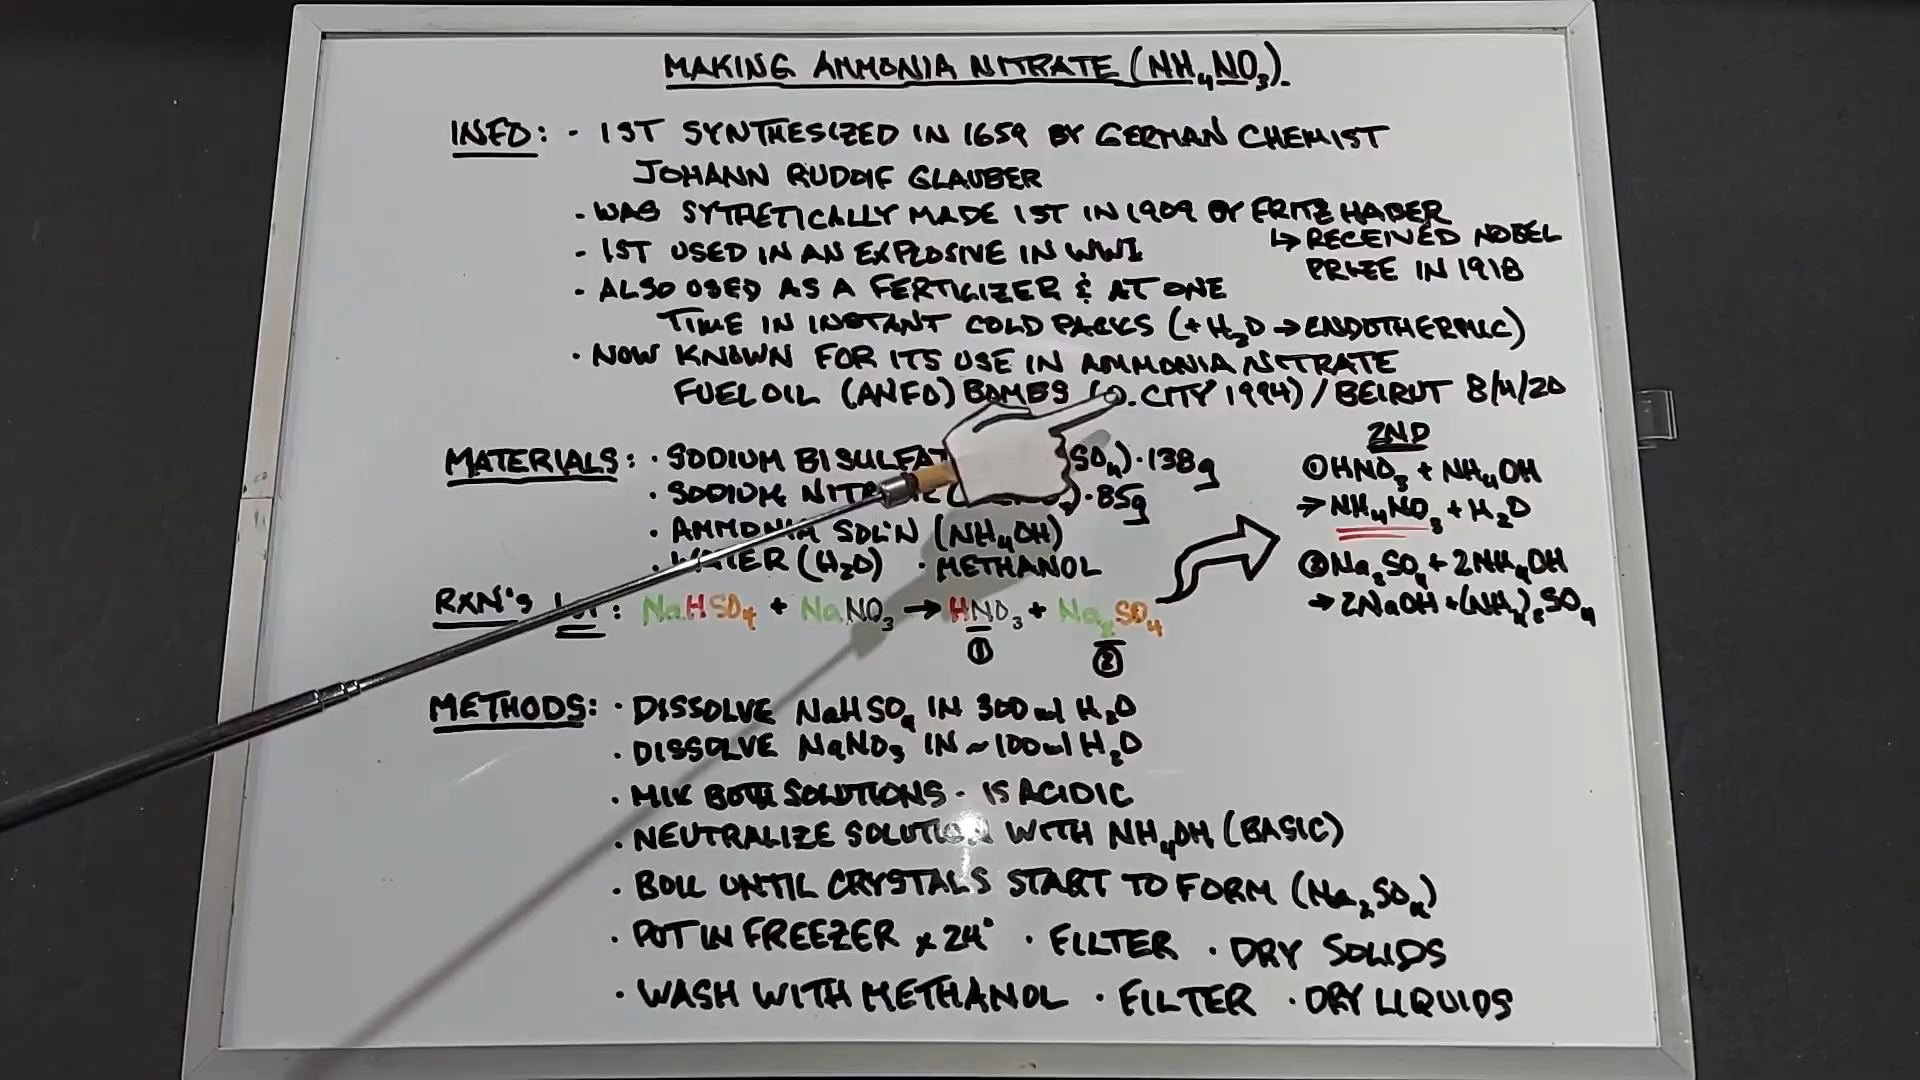 MAKING AMMONIA NITRATE (NH4NO3).
INFO: - 1ST SYNTHESIZED IN 1659 BY GERMAN CHEMIST
JOHANN RUDOLF GLAUBER
- WAS SYTHETICALLY MADE 1ST IN 1909 BY FRITZ HABER
↳ RECEIVED NOBEL
PRIZE IN 1918
- 1ST USED IN AN EXPLOSIVE IN WWI
- ALSO USED AS A FERTILIZER & AT ONE
TIME IN INSTANT COLD PACKS (+H2O → ENDOTHERMIC)
· NOW KNOWN FOR ITS USE IN AMMONIA NITRATE
FUEL OIL (ANFO) BOMBS (O. CITY 1994) / BEIRUT 8/4/20
MATERIALS: · SODIUM SO4) · 138g
· SODIUM · 85g
· AMMONIA SOL'N (NH4OH)
· WATER (H2O) · METHANOL
RXN's : NaHSO4 + NaNO3 → HNO3 + Na2SO4
① ②
2ND
① HNO3 + NH4OH
→ NH4NO3 + H2O
② Na2SO4 + 2NH4OH
→ 2NaOH + (NH4)2SO4
METHODS: · DISSOLVE NaHSO4 IN 300ml H2O
· DISSOLVE NaNO3 IN ~100ml H2O
· MIX BOTH SOLUTIONS - IS ACIDIC
· NEUTRALIZE SOLUTION WITH NH4OH (BASIC)
· BOIL UNTIL CRYSTALS START TO FORM (Na2SO4)
· PUT IN FREEZER x 24° · FILTER · DRY SOLIDS
· WASH WITH METHANOL · FILTER · DRY LIQUIDS